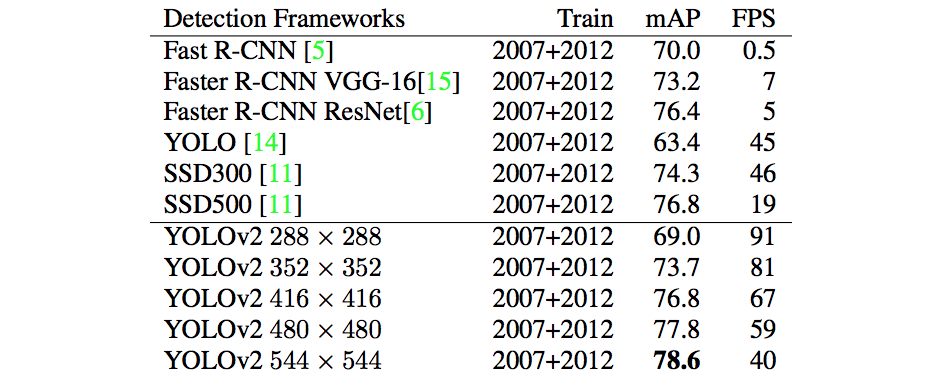 Detection Frameworks Train mAP FPS
Fast R-CNN [5] 2007+2012 70.0 0.5
Faster R-CNN VGG-16[15] 2007+2012 73.2 7
Faster R-CNN ResNet[6] 2007+2012 76.4 5
YOLO [14] 2007+2012 63.4 45
SSD300 [11] 2007+2012 74.3 46
SSD500 [11] 2007+2012 76.8 19
YOLOv2 288 × 288 2007+2012 69.0 91
YOLOv2 352 × 352 2007+2012 73.7 81
YOLOv2 416 × 416 2007+2012 76.8 67
YOLOv2 480 × 480 2007+2012 77.8 59
YOLOv2 544 × 544 2007+2012 78.6 40